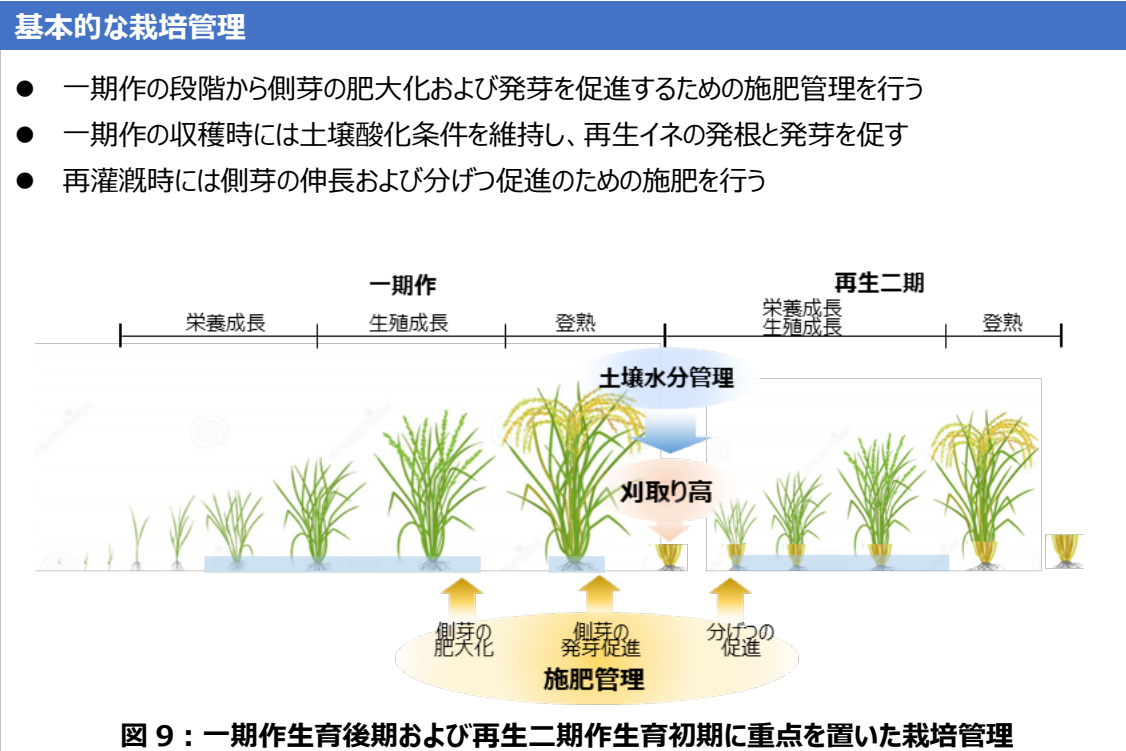 基本的な栽培管理
● 一期作の段階から側芽の肥大化および発芽を促進するための施肥管理を行う
● 一期作の収穫時には土壌酸化条件を維持し、再生イネの発根と発芽を促す
● 再灌漑時には側芽の伸長および分げつ促進のための施肥を行う
一期作
再生二期
栄養成長
生殖成長
登熟
栄養成長
生殖成長
登熟
土壌水分管理
刈取り高
側芽の
肥大化
側芽の
発芽促進
分げつの
促進
施肥管理
図 9：一期作生育後期および再生二期作生育初期に重点を置いた栽培管理